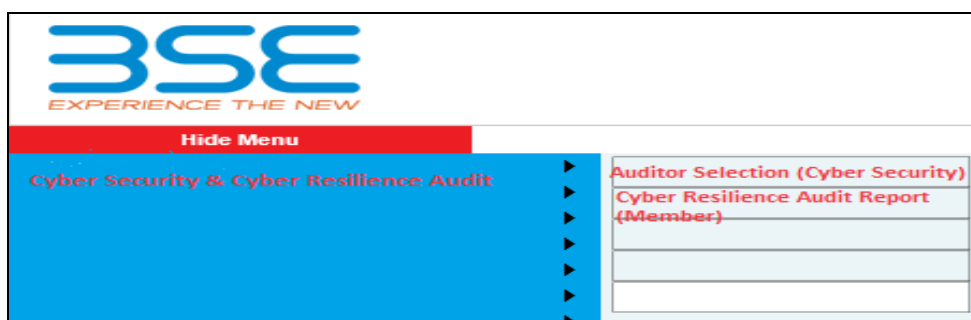 BSE
EXPERIENCE THE NEW
Hide Menu
Cyber Security & Cyber Resilience Audit
Auditor Selection (Cyber Security)
Cyber Resilience Audit Report
(Member)